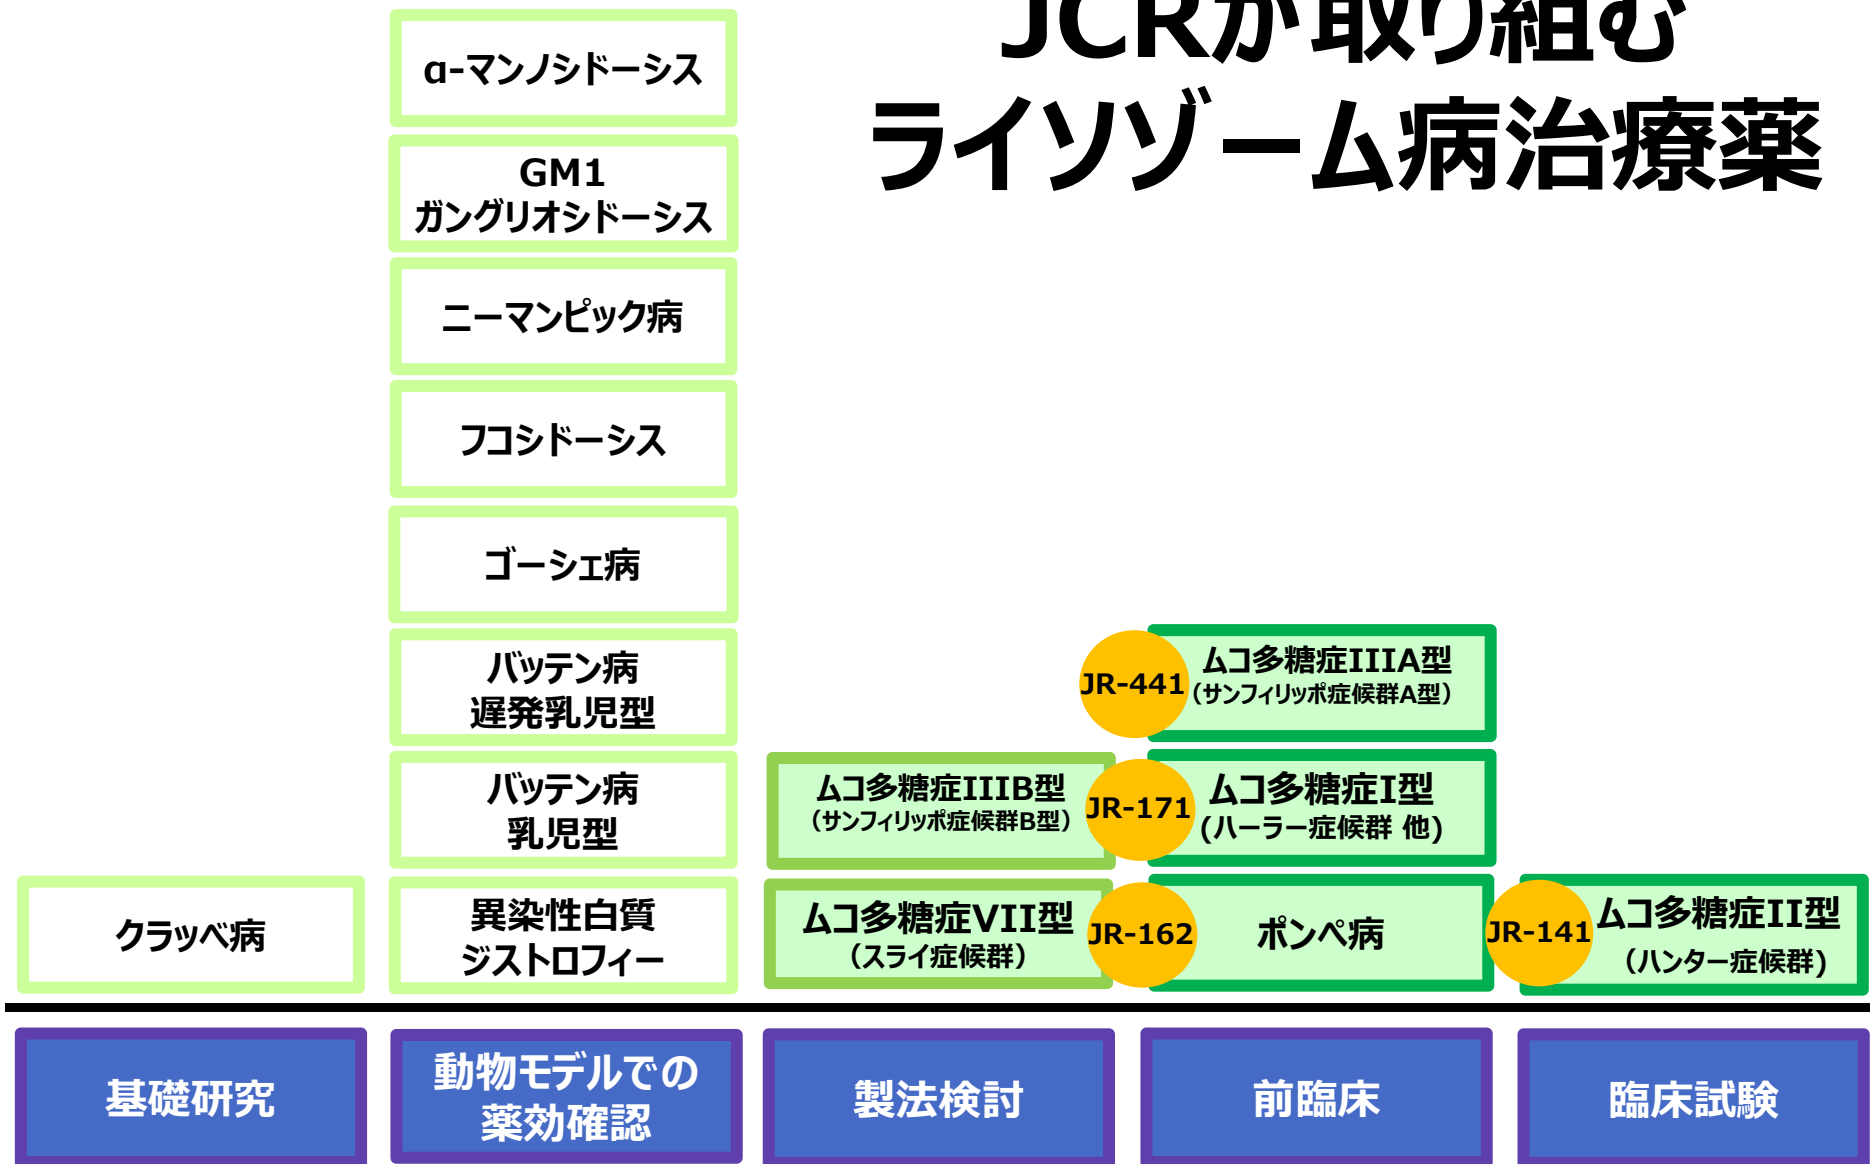 JCRが取り組む
ライソゾーム病治療薬
α-マンノシドーシス
GM1
ガングリオシドーシス
ニーマンピック病
フコシドーシス
ゴーシェ病
バッテン病
遅発乳児型
バッテン病
乳児型
異染性白質
ジストロフィー
クラッベ病
ムコ多糖症IIIB型
（サンフィリッポ症候群B型）
ムコ多糖症VII型
（スライ症候群）
JR-441
ムコ多糖症IIIA型
（サンフィリッポ症候群A型）
JR-171
ムコ多糖症I型
(ハーラー症候群 他)
JR-162
ポンペ病
JR-141
ムコ多糖症II型
（ハンター症候群)
基礎研究
動物モデルでの
薬効確認
製法検討
前臨床
臨床試験